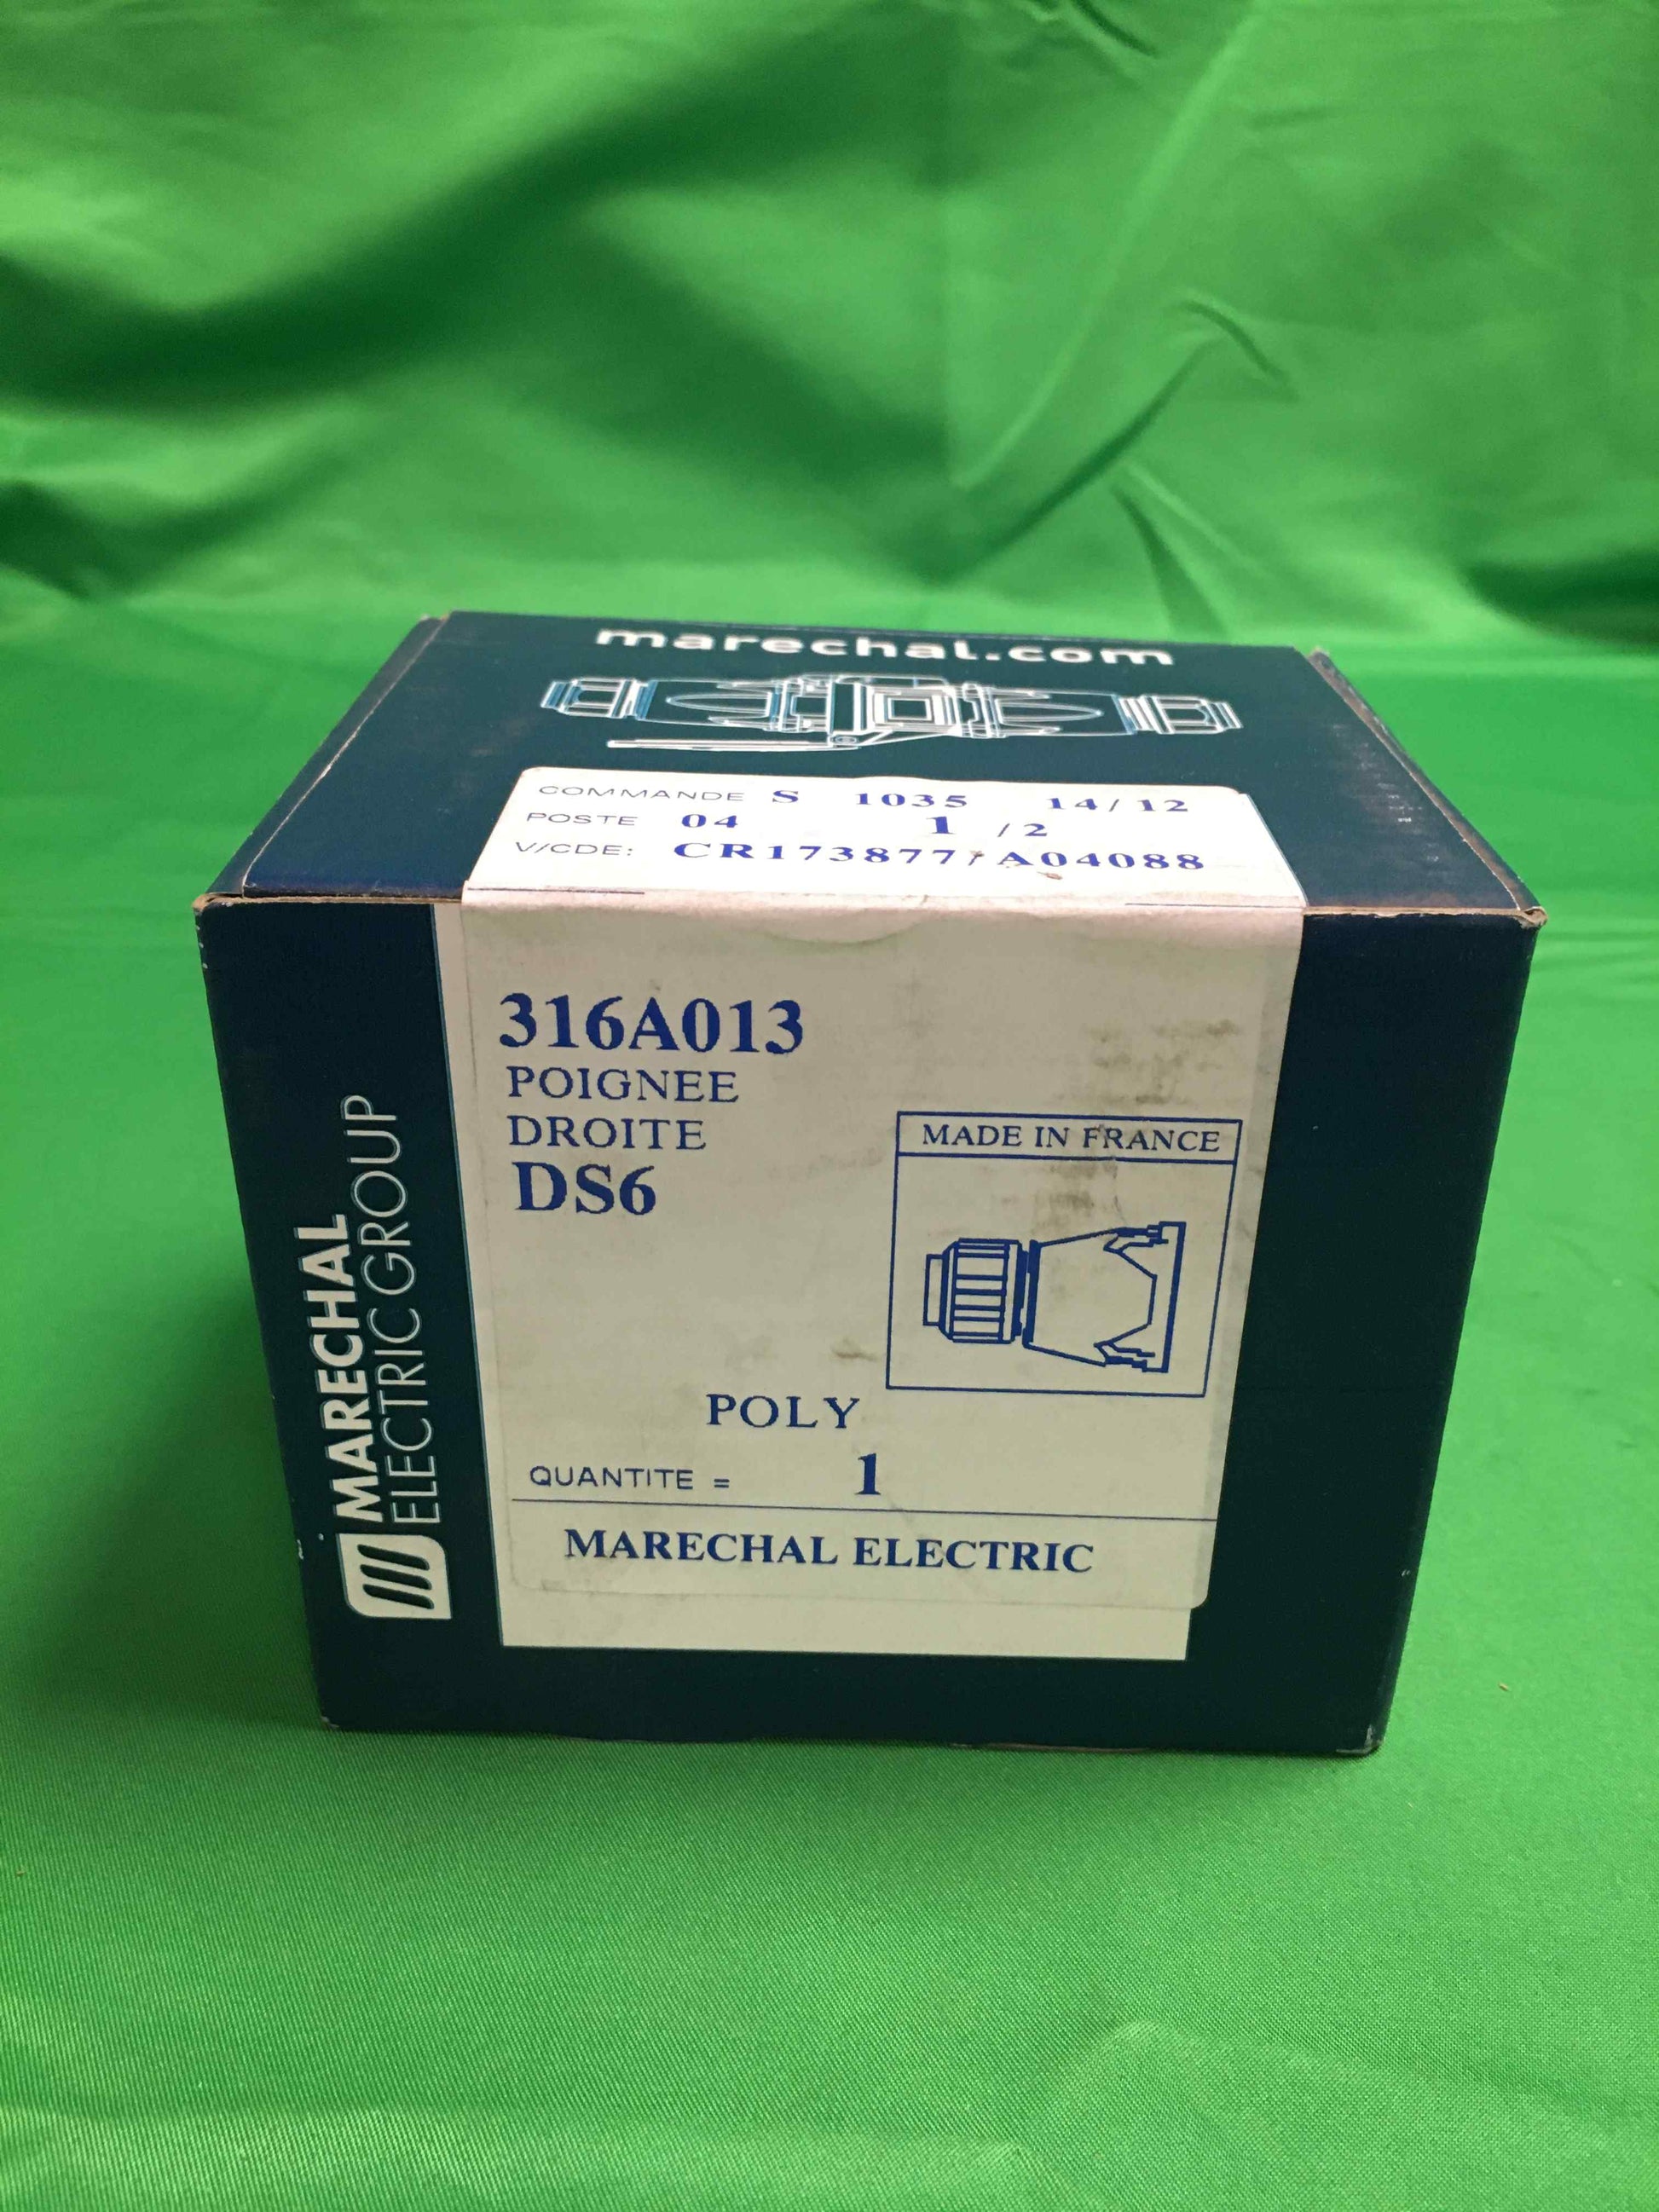 marechal.com
COMMANDE S 1035 14/12
POSTE 04 1 /2
V/CDE: CR173877/A04088
316A013
POIGNEE
DROITE
DS6
MADE IN FRANCE
POLY
QUANTITE = 1
MARECHAL ELECTRIC
MARECHAL
ELECTRIC GROUP